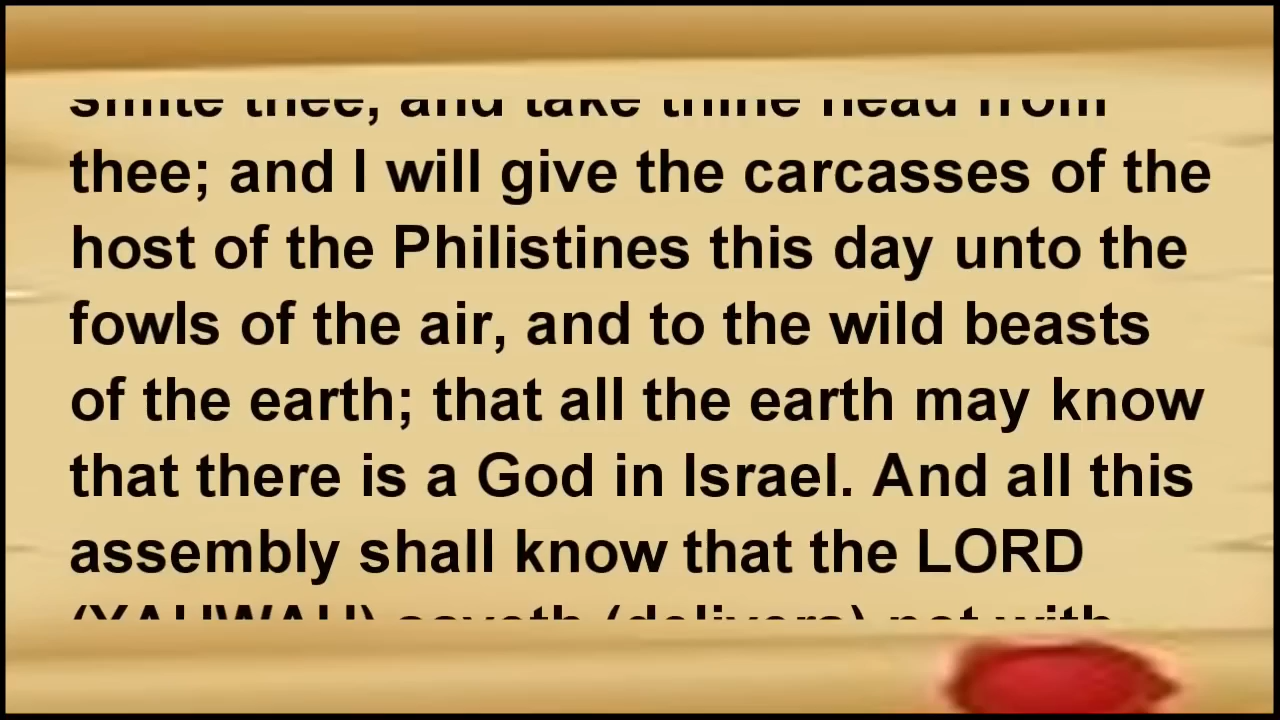 smite thee, and take thine head from
thee; and I will give the carcasses of the
host of the Philistines this day unto the
fowls of the air, and to the wild beasts
of the earth; that all the earth may know
that there is a God in Israel. And all this
assembly shall know that the LORD
(YAHWAH) saveth (delivers) not with